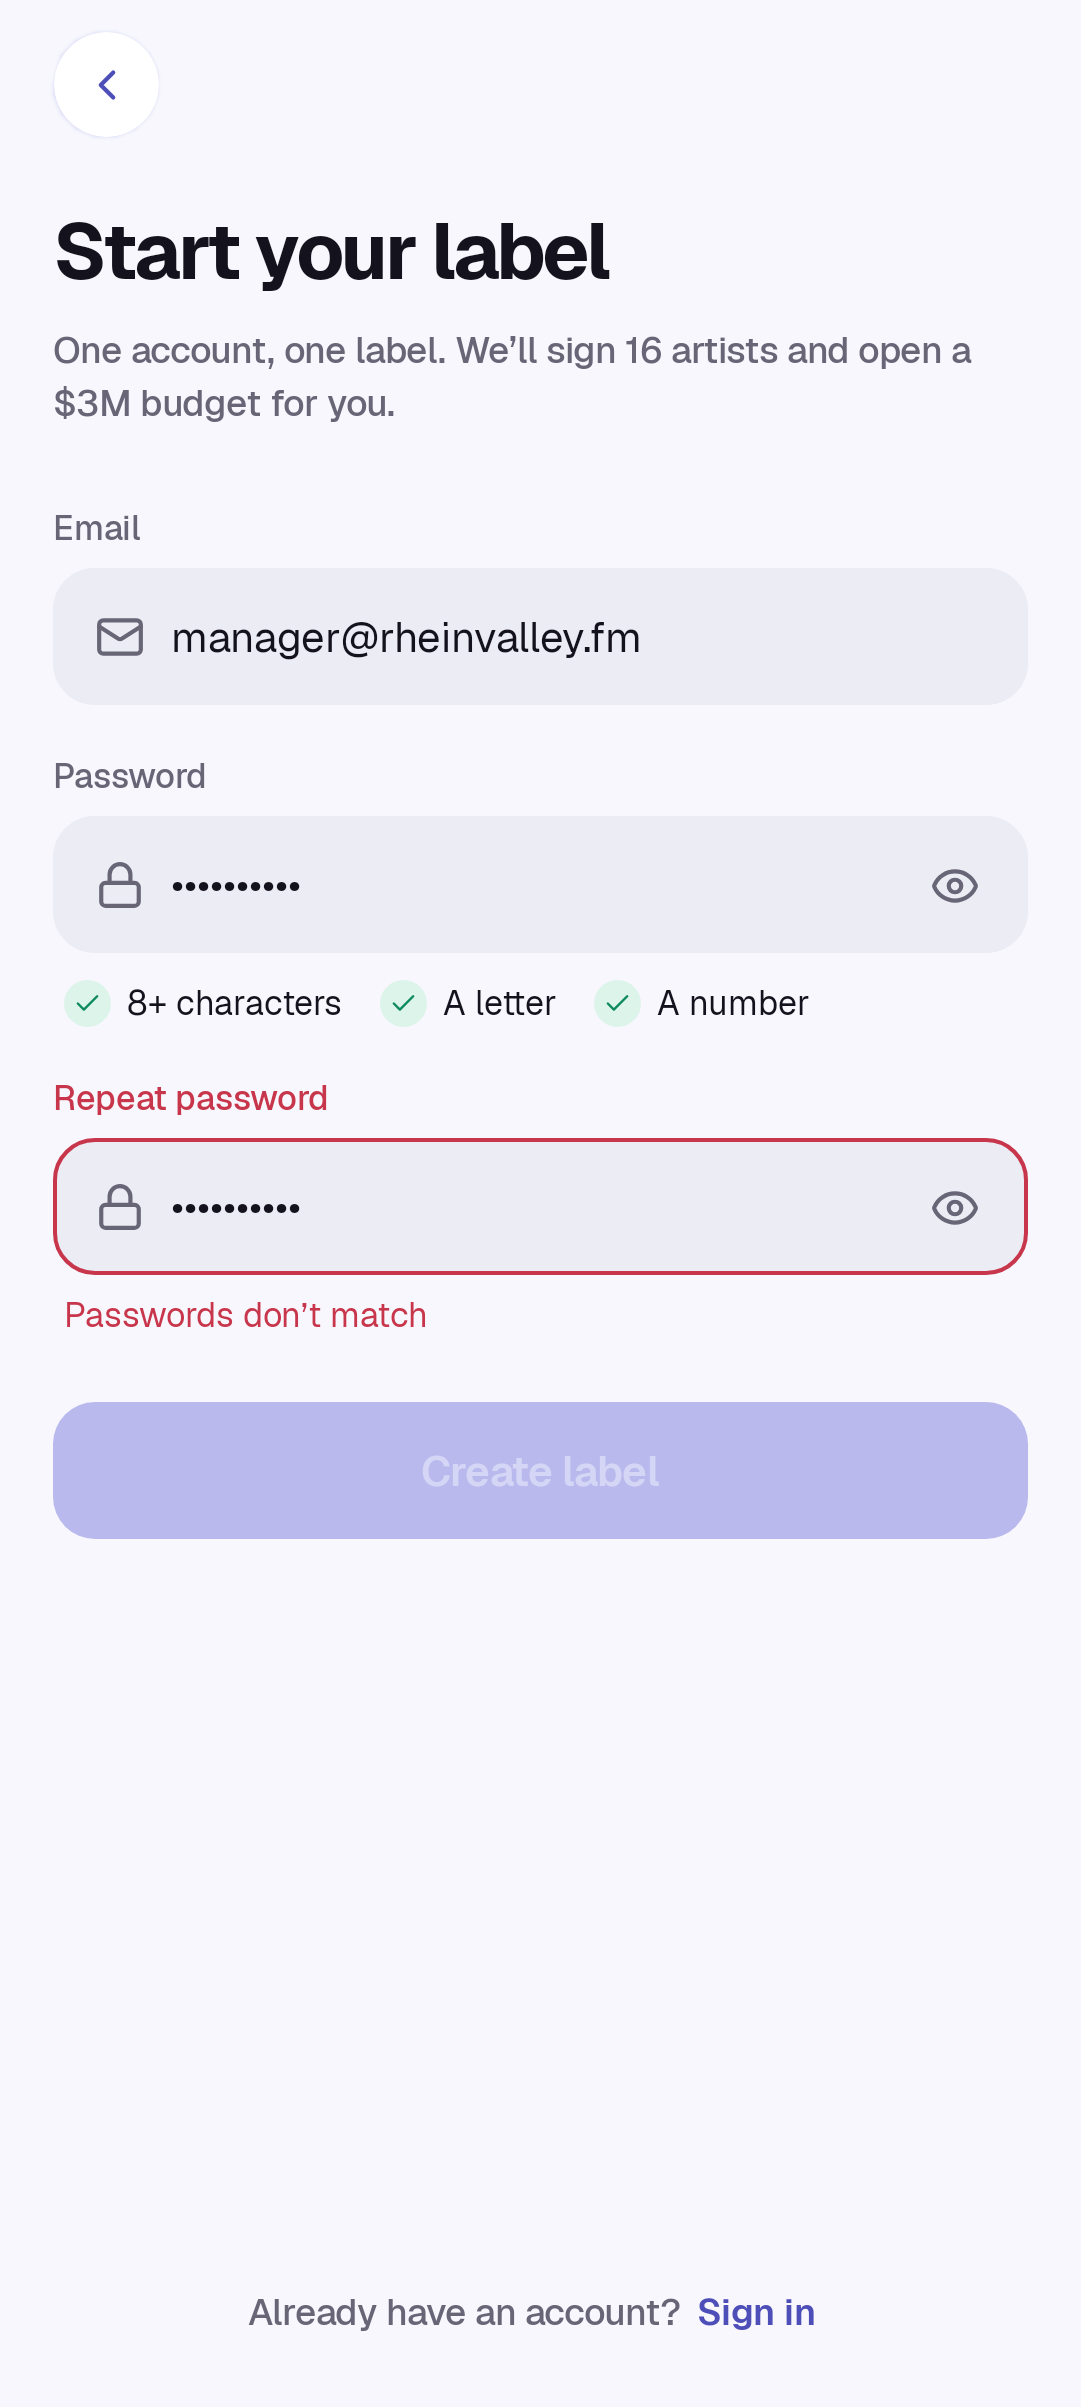 Start your label
One account, one label. We’ll sign 16 artists and open a
$3M budget for you.
Email
manager@rheinvalley.fm
Password
••••••••••
8+ characters A letter A number
Repeat password
••••••••••
Passwords don’t match
Create label
Already have an account? Sign in